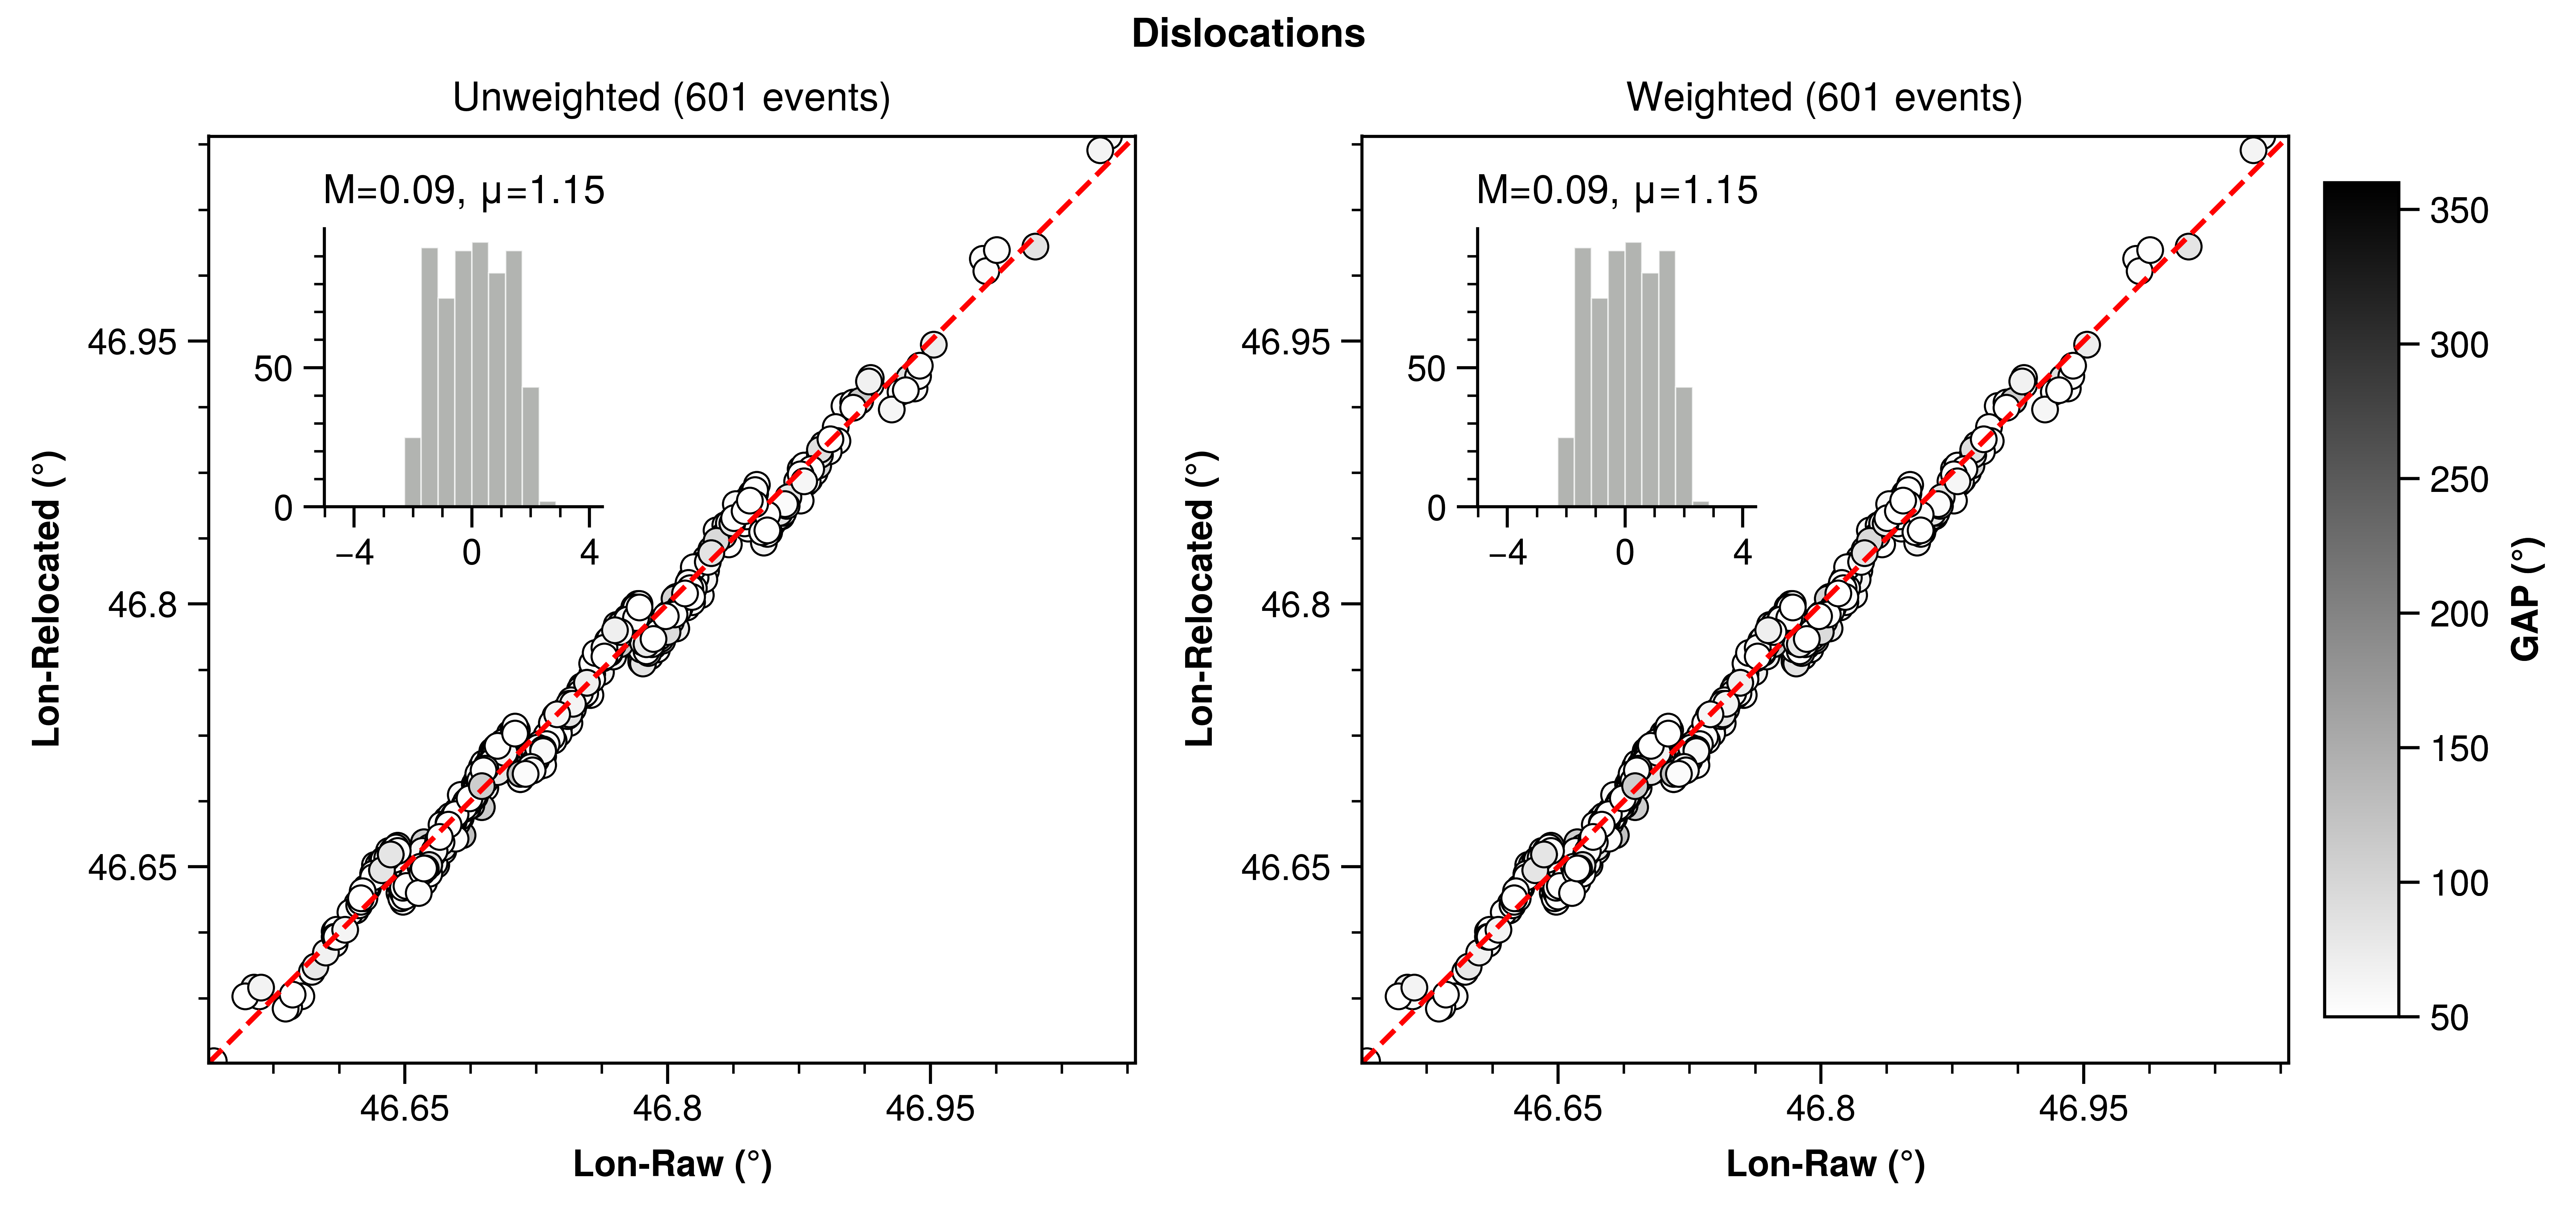 Dislocations
Unweighted (601 events)
M=0.09, μ=1.15
50
0
−4 0 4
46.95
46.8
46.65
Lon-Relocated (°)
46.65 46.8 46.95
Lon-Raw (°)
Weighted (601 events)
M=0.09, μ=1.15
50
0
−4 0 4
46.95
46.8
46.65
Lon-Relocated (°)
46.65 46.8 46.95
Lon-Raw (°)
350
300
250
200
150
100
50
GAP (°)